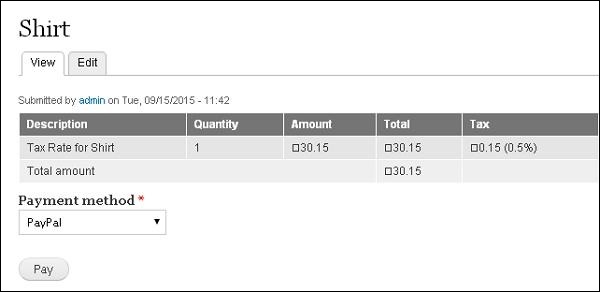 Shirt
View Edit
Submitted by admin on Tue, 09/15/2015 - 11:42
Description Quantity Amount Total Tax
Tax Rate for Shirt 1 □30.15 □30.15 □0.15 (0.5%)
Total amount □30.15
Payment method *
PayPal
Pay